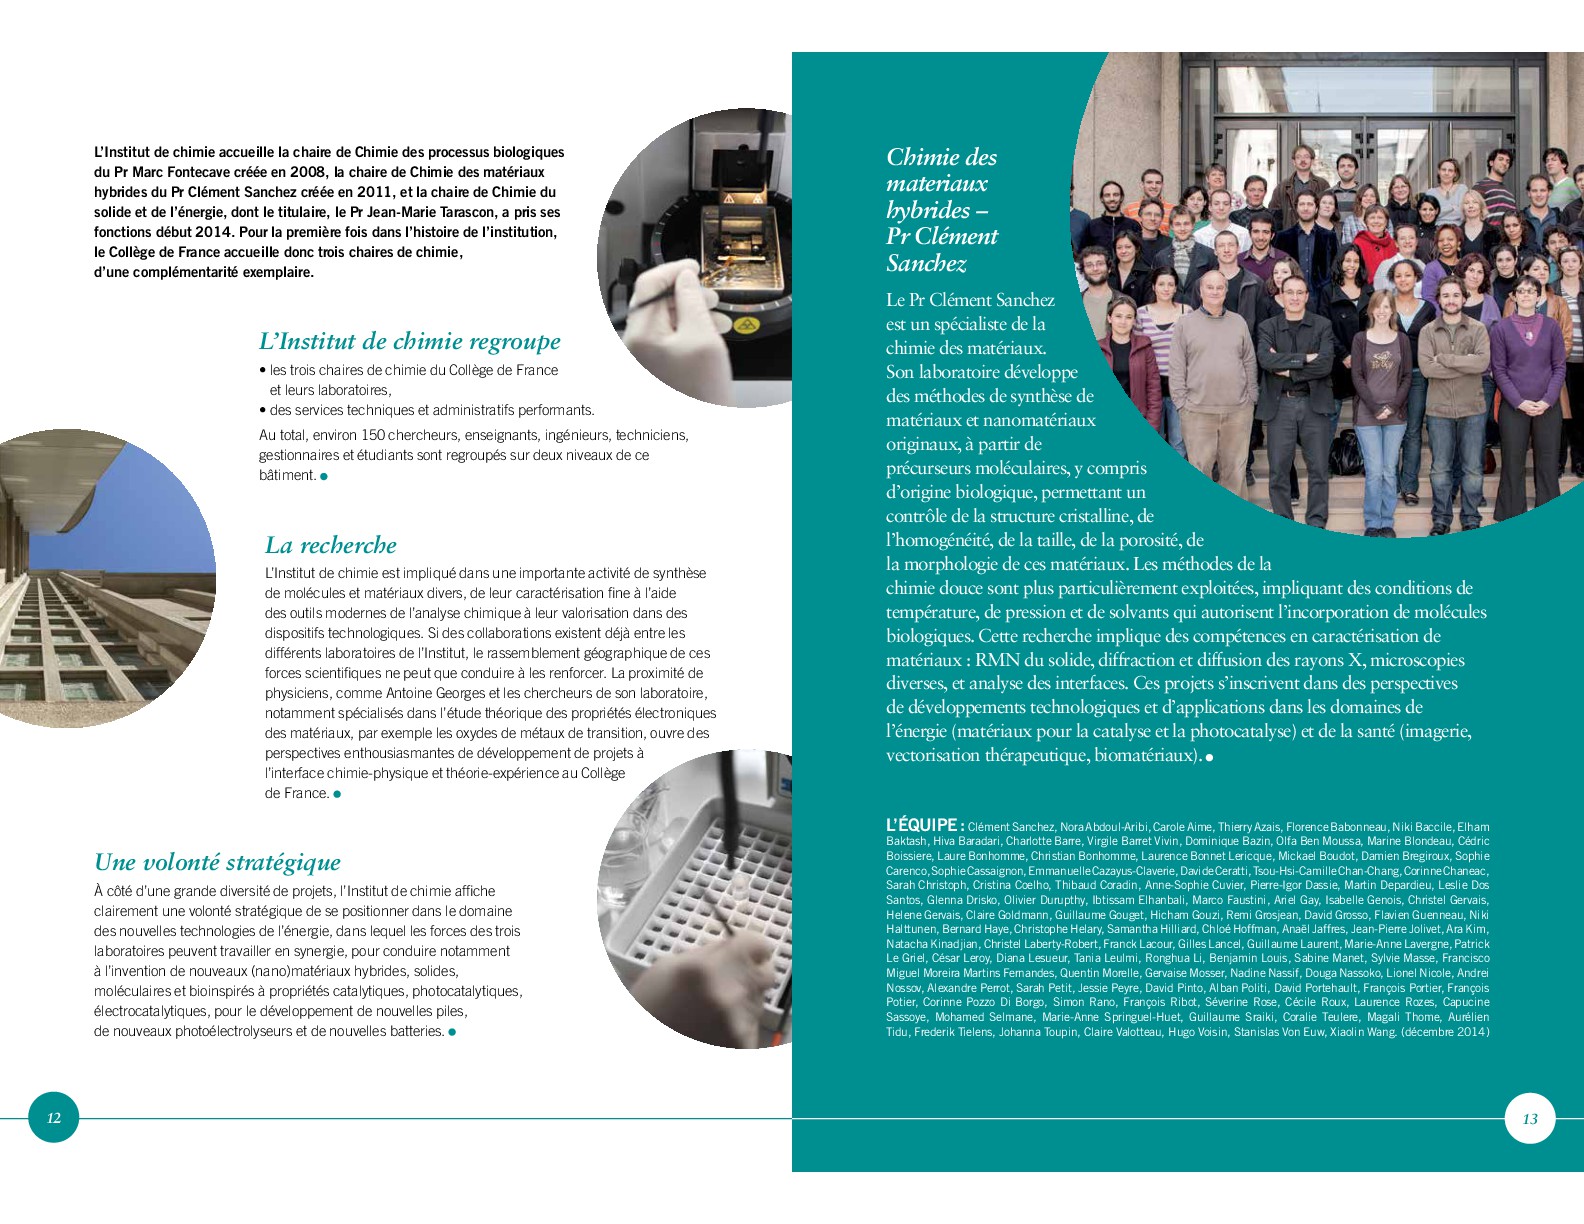 L'Institut de chimie accueille la chaire de Chimie des processus biologiques
du Pr Marc Fontecave créée en 2008, la chaire de Chimie des matériaux
hybrides du Pr Clément Sanchez créée en 2011, et la chaire de Chimie du
solide et de l'énergie, dont le titulaire, le Pr Jean-Marie Tarascon, a pris ses
fonctions début 2014. Pour la première fois dans l'histoire de l'institution,
le Collège de France accueille donc trois chaires de chimie,
d'une complémentarité exemplaire.
L'Institut de chimie regroupe
• les trois chaires de chimie du Collège de France
et leurs laboratoires,
• des services techniques et administratifs performants.
Au total, environ 150 chercheurs, enseignants, ingénieurs, techniciens,
gestionnaires et étudiants sont regroupés sur deux niveaux de ce
bâtiment. ●
La recherche
L'Institut de chimie est impliqué dans une importante activité de synthèse
de molécules et matériaux divers, de leur caractérisation fine à l'aide
des outils modernes de l'analyse chimique à leur valorisation dans des
dispositifs technologiques. Si des collaborations existent déjà entre les
différents laboratoires de l'Institut, le rassemblement géographique de ces
forces scientifiques ne peut que conduire à les renforcer. La proximité de
physiciens, comme Antoine Georges et les chercheurs de son laboratoire,
notamment spécialisés dans l'étude théorique des propriétés électroniques
des matériaux, par exemple les oxydes de métaux de transition, ouvre des
perspectives enthousiasmantes de développement de projets à
l'interface chimie-physique et théorie-expérience au Collège
de France. ●
Une volonté stratégique
À côté d'une grande diversité de projets, l'Institut de chimie affiche
clairement une volonté stratégique de se positionner dans le domaine
des nouvelles technologies de l'énergie, dans lequel les forces des trois
laboratoires peuvent travailler en synergie, pour conduire notamment
à l'invention de nouveaux (nano)matériaux hybrides, solides,
moléculaires et bioinspirés à propriétés catalytiques, photocatalytiques,
électrocatalytiques, pour le développement de nouvelles piles,
de nouveaux photoélectrolyseurs et de nouvelles batteries. ●
12
Chimie des
materiaux
hybrides –
Pr Clément
Sanchez
Le Pr Clément Sanchez
est un spécialiste de la
chimie des matériaux.
Son laboratoire développe
des méthodes de synthèse de
matériaux et nanomatériaux
originaux, à partir de
précurseurs moléculaires, y compris
d'origine biologique, permettant un
contrôle de la structure cristalline, de
l'homogénéité, de la taille, de la porosité, de
la morphologie de ces matériaux. Les méthodes de la
chimie douce sont plus particulièrement exploitées, impliquant des conditions de
température, de pression et de solvants qui autorisent l'incorporation de molécules
biologiques. Cette recherche implique des compétences en caractérisation de
matériaux : RMN du solide, diffraction et diffusion des rayons X, microscopies
diverses, et analyse des interfaces. Ces projets s'inscrivent dans des perspectives
de développements technologiques et d'applications dans les domaines de
l'énergie (matériaux pour la catalyse et la photocatalyse) et de la santé (imagerie,
vectorisation thérapeutique, biomatériaux). ●
L'ÉQUIPE : Clément Sanchez, Nora Abdoul-Aribi, Carole Aime, Thierry Azais, Florence Babonneau, Niki Baccile, Elham
Baktash, Hiva Baradari, Charlotte Barre, Virgile Barret Vivin, Dominique Bazin, Olfa Ben Moussa, Marine Blondeau, Cédric
Boissiere, Laure Bonhomme, Christian Bonhomme, Laurence Bonnet Lericque, Mickael Boudot, Damien Bregiroux, Sophie
Carenco, Sophie Cassaignon, Emmanuelle Cazayus-Claverie, Davide Ceratti, Tsou-Hsi-Camille Chan-Chang, Corinne Chaneac,
Sarah Christoph, Cristina Coelho, Thibaud Coradin, Anne-Sophie Cuvier, Pierre-Igor Dassie, Martin Depardieu, Leslie Dos
Santos, Glenna Drisko, Olivier Durupthy, Ibtissam Elhanbali, Marco Faustini, Ariel Gay, Isabelle Genois, Christel Gervais,
Helene Gervais, Claire Goldmann, Guillaume Gouget, Hicham Gouzi, Remi Grosjean, David Grosso, Flavien Guenneau, Niki
Halttunen, Bernard Haye, Christophe Helary, Samantha Hilliard, Chloé Hoffman, Anaël Jaffres, Jean-Pierre Jolivet, Ara Kim,
Natacha Kinadjian, Christel Laberty-Robert, Franck Lacour, Gilles Lancel, Guillaume Laurent, Marie-Anne Lavergne, Patrick
Le Griel, César Leroy, Diana Lesueur, Tania Leulmi, Ronghua Li, Benjamin Louis, Sabine Manet, Sylvie Masse, Francisco
Miguel Moreira Martins Fernandes, Quentin Morelle, Gervaise Mosser, Nadine Nassif, Douga Nassoko, Lionel Nicole, Andrei
Nossov, Alexandre Perrot, Sarah Petit, Jessie Peyre, David Pinto, Alban Politi, David Portehault, François Portier, François
Potier, Corinne Pozzo Di Borgo, Simon Rano, François Ribot, Séverine Rose, Cécile Roux, Laurence Rozes, Capucine
Sassoye, Mohamed Selmane, Marie-Anne Springuel-Huet, Guillaume Sraiki, Coralie Teulere, Magali Thome, Aurélien
Tidu, Frederik Tielens, Johanna Toupin, Claire Valotteau, Hugo Voisin, Stanislas Von Euw, Xiaolin Wang. (décembre 2014)
13